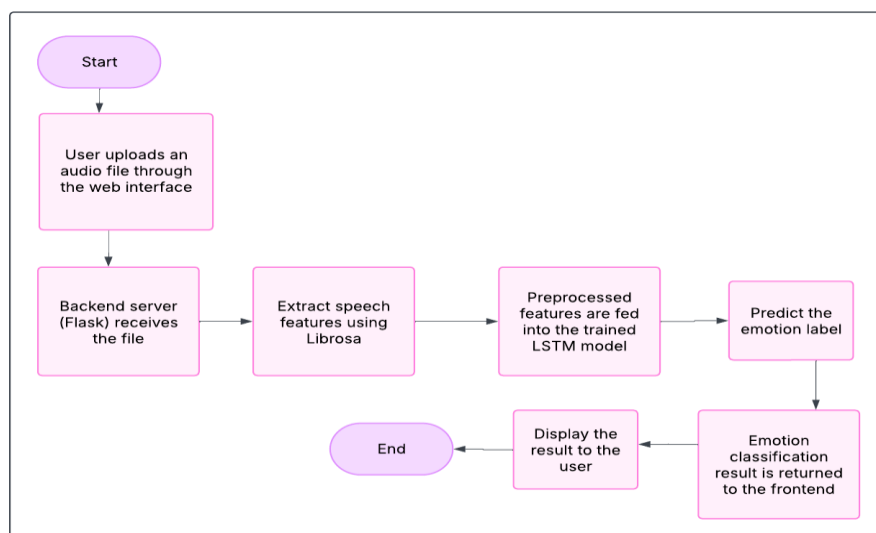 Start
User uploads an
audio file through
the web interface
Backend server
(Flask) receives
the file
Extract speech
features using
Librosa
Preprocessed
features are fed
into the trained
LSTM model
Predict the
emotion label
Emotion
classification
result is returned
to the frontend
Display the
result to the
user
End